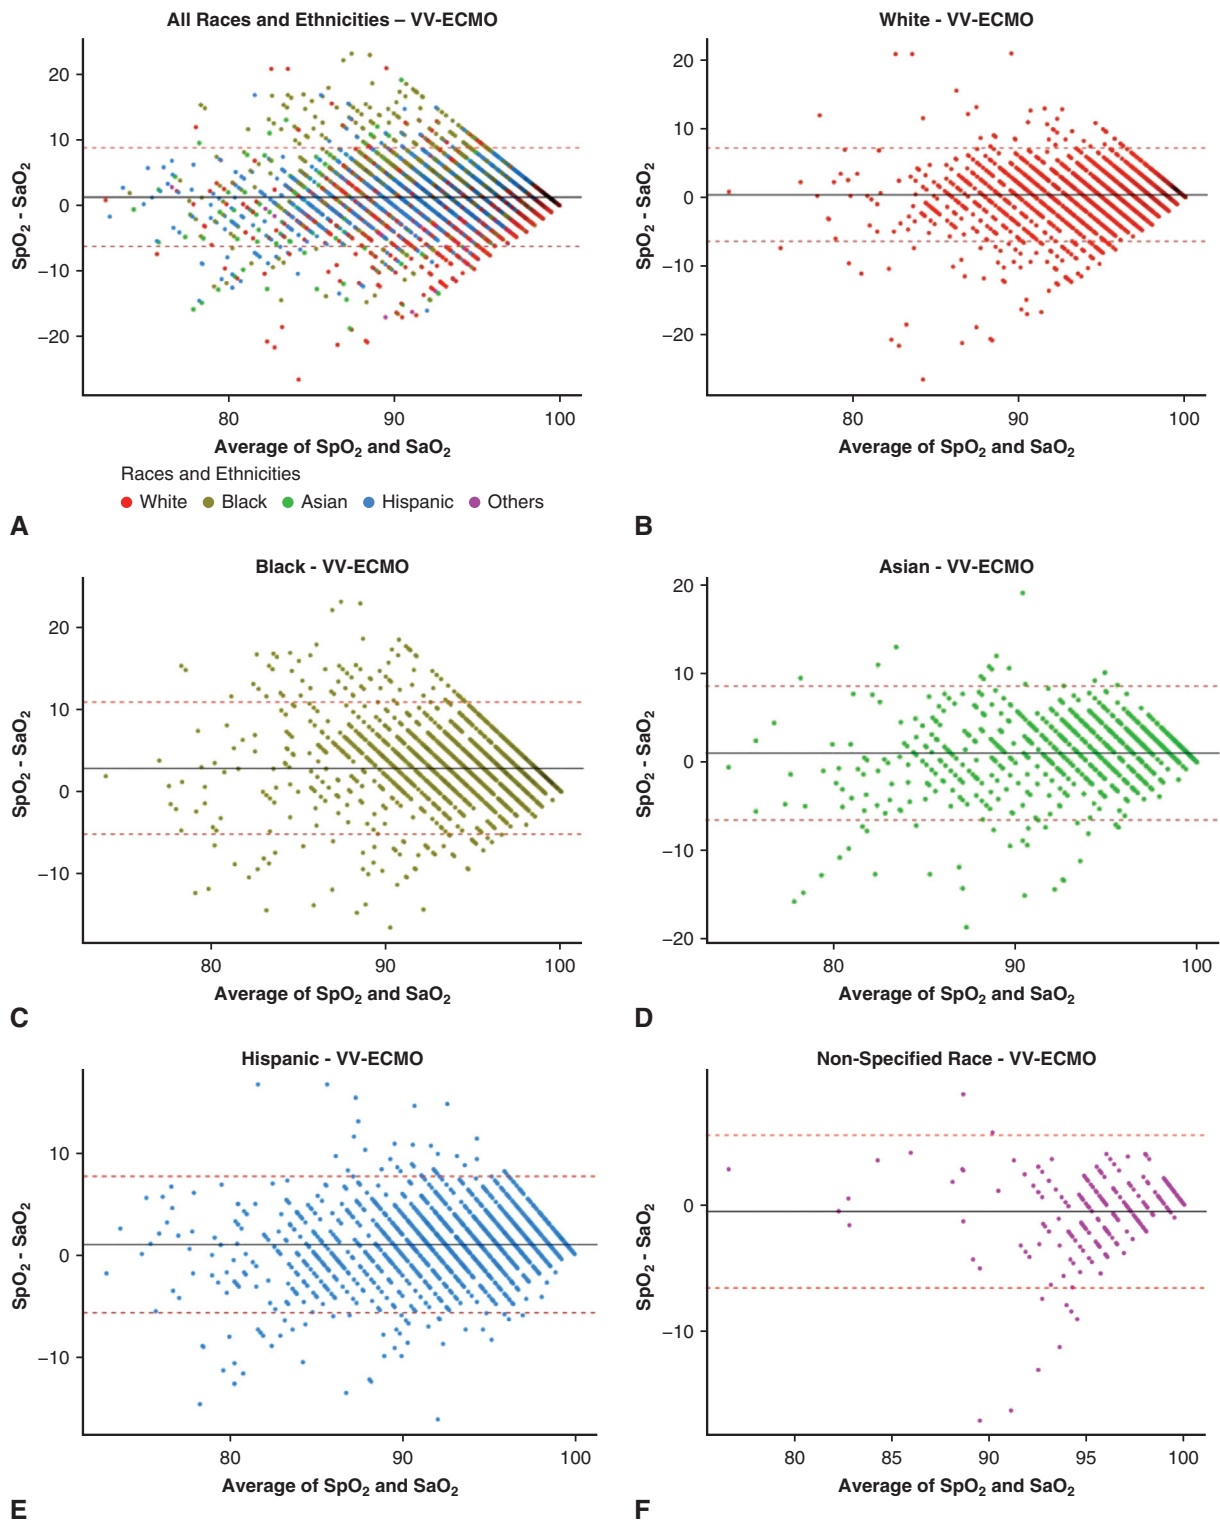 All Races and Ethnicities – VV-ECMO
SpO2 - SaO2
20
10
0
−10
−20
80
90
100
Average of SpO2 and SaO2
Races and Ethnicities
White
Black
Asian
Hispanic
Others
A
White - VV-ECMO
SpO2 - SaO2
20
10
0
−10
−20
80
90
100
Average of SpO2 and SaO2
B
Black - VV-ECMO
SpO2 - SaO2
20
10
0
−10
80
90
100
Average of SpO2 and SaO2
C
Asian - VV-ECMO
SpO2 - SaO2
20
10
0
−10
−20
80
90
100
Average of SpO2 and SaO2
D
Hispanic - VV-ECMO
SpO2 - SaO2
10
0
−10
80
90
100
Average of SpO2 and SaO2
E
Non-Specified Race - VV-ECMO
SpO2 - SaO2
0
−10
80
85
90
95
100
Average of SpO2 and SaO2
F